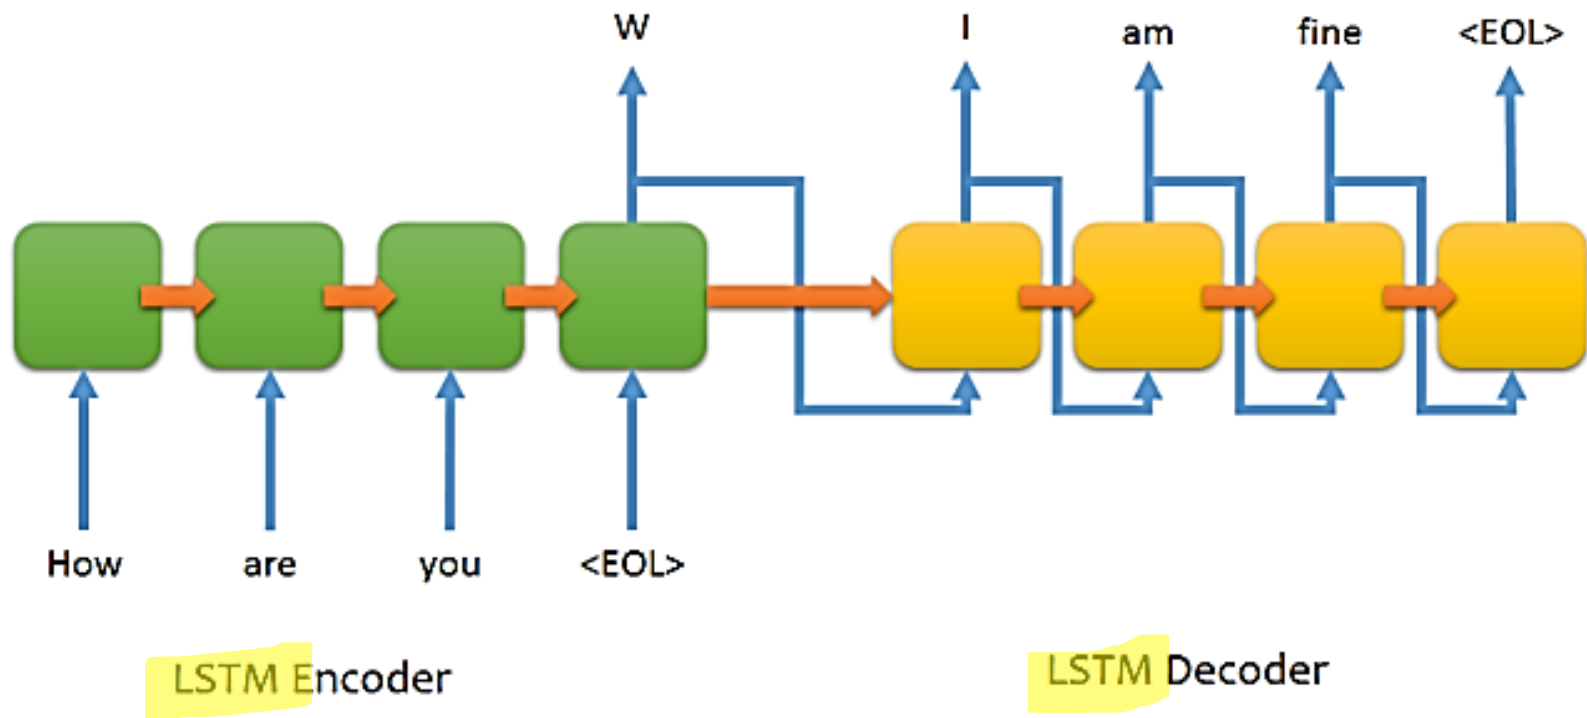 W I am fine <EOL>
How are you <EOL>
LSTM Encoder LSTM Decoder